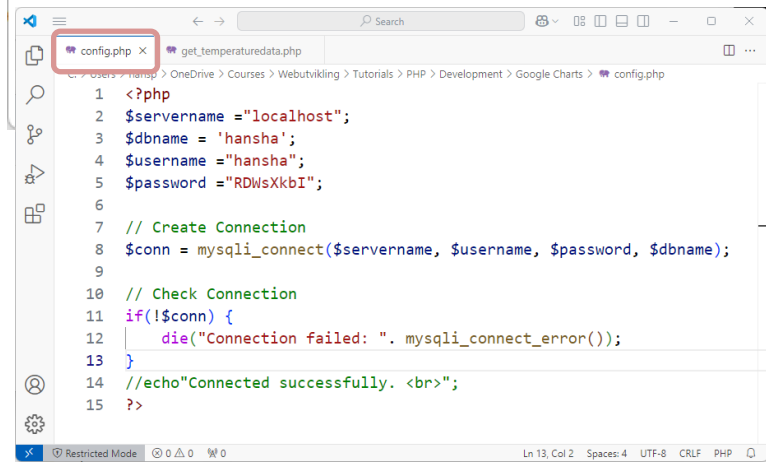 Search
config.php
get_temperaturedata.php
C: > Users > hansp > OneDrive > Courses > Webutvikling > Tutorials > PHP > Development > Google Charts > config.php
1 <?php
2 $servername ="localhost";
3 $dbname = 'hansha';
4 $username ="hansha";
5 $password ="RDWsXkbI";
6
7 // Create Connection
8 $conn = mysqli_connect($servername, $username, $password, $dbname);
9
10 // Check Connection
11 if(!$conn) {
12 die("Connection failed: ". mysqli_connect_error());
13 }
14 //echo"Connected successfully. <br>";
15 ?>
Restricted Mode 0 0 0 Ln 13, Col 2 Spaces: 4 UTF-8 CRLF PHP